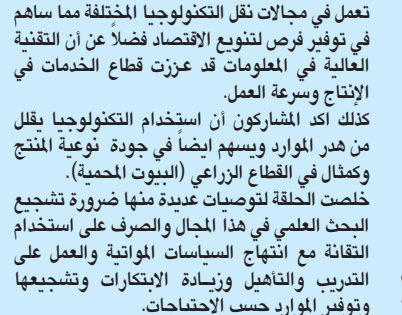 تعمل في مجالات نقل التكنولوجيا المختلفة مما ساهم
في توفير فرص لتنويع الاقتصاد فضلاً عن أن التقنية
العالية في المعلومات قد عززت قطاع الخدمات في
الإنتاج وسرعة العمل.
كذلك اكد المشاركون أن استخدام التكنولوجيا يقلل
من هدر الموارد ويسهم ايضاً في جودة نوعية المنتج
وكمثال في القطاع الزراعي (البيوت المحمية).
خلصت الحلقة لتوصيات عديدة منها ضرورة تشجيع
البحث العلمي في هذا المجال والصرف على استخدام
التقانة مع انتهاج السياسات المواتية والعمل على
التدريب والتأهيل وزيادة الابتكارات وتشجيعها
وتوفير الموارد حسب الاحتياجات.